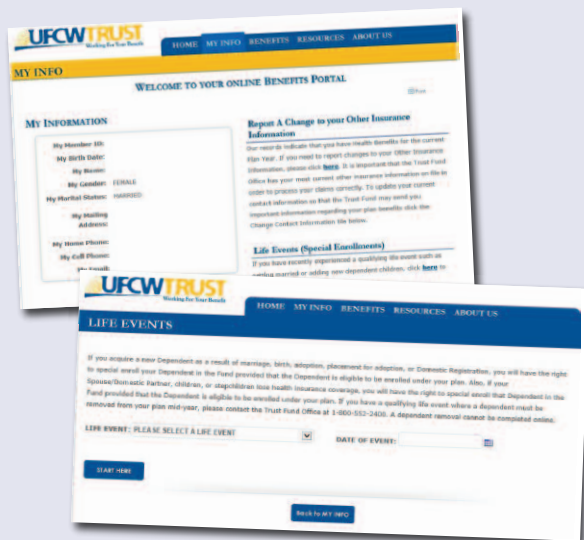 UFCWTRUST
Working For Your Benefit
HOME MY INFO BENEFITS RESOURCES ABOUT US
MY INFO
WELCOME TO YOUR ONLINE BENEFITS PORTAL
Print
MY INFORMATION
My Member ID:
My Birth Date:
My Name:
My Gender: FEMALE
My Marital Status: MARRIED
My Mailing
Address:
My Home Phone:
My Cell Phone:
My Email:
Report A Change to your Other Insurance
Information
Our records indicate that you have Health Benefits for the current
Plan Year. If you need to report changes to your Other Insurance
Information, please click here. It is important that the Trust Fund
Office has your most current other insurance information on file in
order to process your claims correctly. To update your current
contact information so that the Trust Fund may send you
important information regarding your plan benefits click the
Change Contact Information tile below.
Life Events (Special Enrollments)
If you have recently experienced a qualifying life event such as
getting married or adding new dependent children, click here to
UFCWTRUST
Working For Your Benefit
HOME MY INFO BENEFITS RESOURCES ABOUT US
LIFE EVENTS
If you acquire a new Dependent as a result of marriage, birth, adoption, placement for adoption, or Domestic Registration, you will have the right
to special enroll your Dependent in the Fund provided that the Dependent is eligible to be enrolled under your plan. Also, if your
Spouse/Domestic Partner, children, or stepchildren lose health insurance coverage, you will have the right to special enroll that Dependent in the
Fund provided that the Dependent is eligible to be enrolled under your plan. If you have a qualifying life event where a dependent must be
removed from your plan mid-year, please contact the Trust Fund Office at 1-800-552-2400. A dependent removal cannot be completed online.
LIFE EVENT: PLEASE SELECT A LIFE EVENT DATE OF EVENT:
START HERE
Back to MY INFO